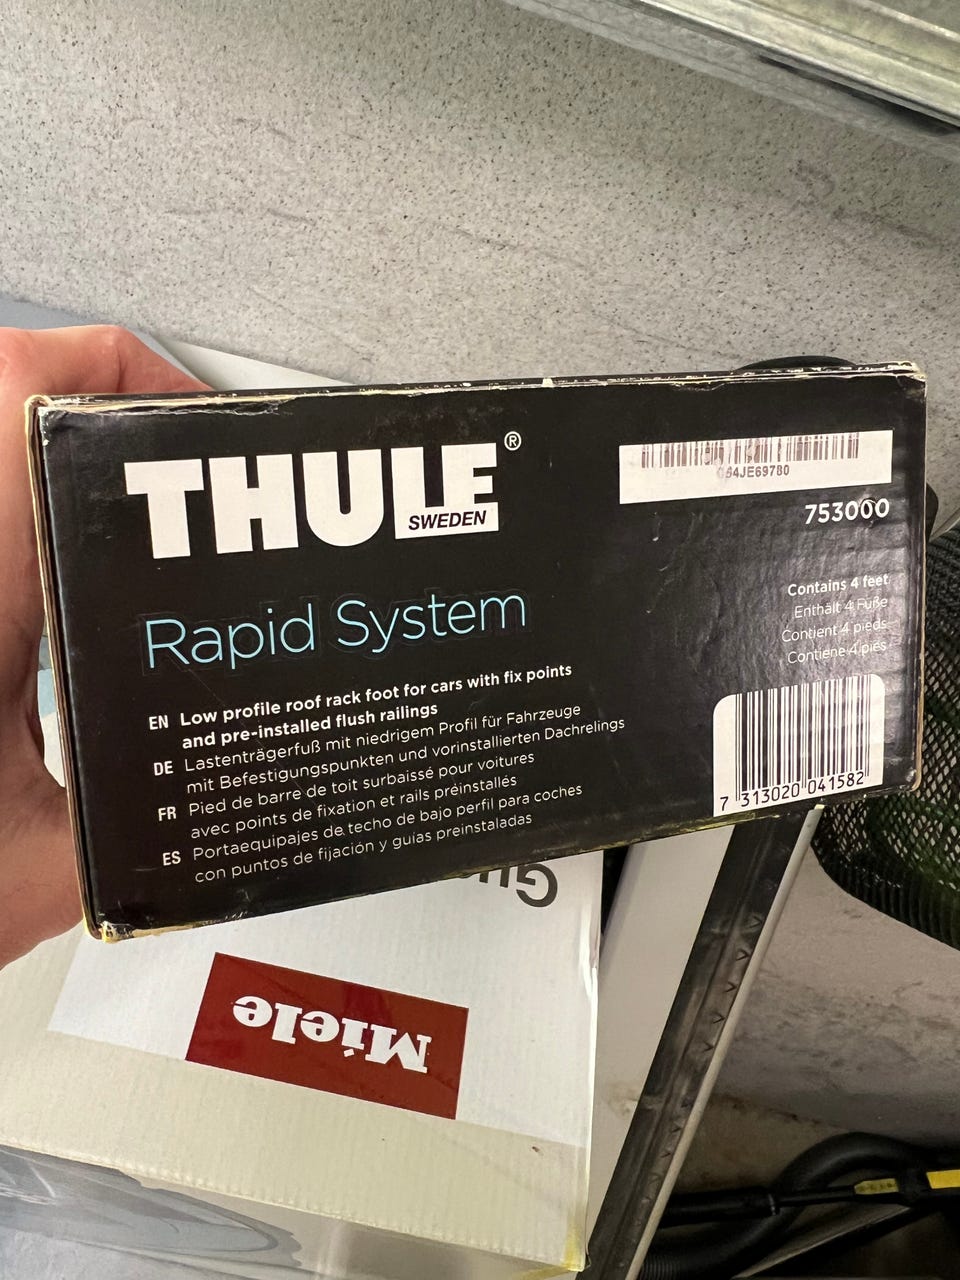 THULE®
SWEDEN
Rapid System
EN Low profile roof rack foot for cars with fix points
and pre-installed flush railings
DE Lastenträgerfuß mit niedrigem Profil für Fahrzeuge
mit Befestigungspunkten und vorinstallierten Dachrelings
FR Pied de barre de toit surbaissé pour voitures
avec points de fixation et rails préinstallés
ES Portaequipajes de techo de bajo perfil para coches
con puntos de fijación y guías preinstaladas
54JE69780
753000
Contains 4 feet
Enthält 4 Füße
Contient 4 pieds
Contiene 4 pies
7 313020 041582
Miele